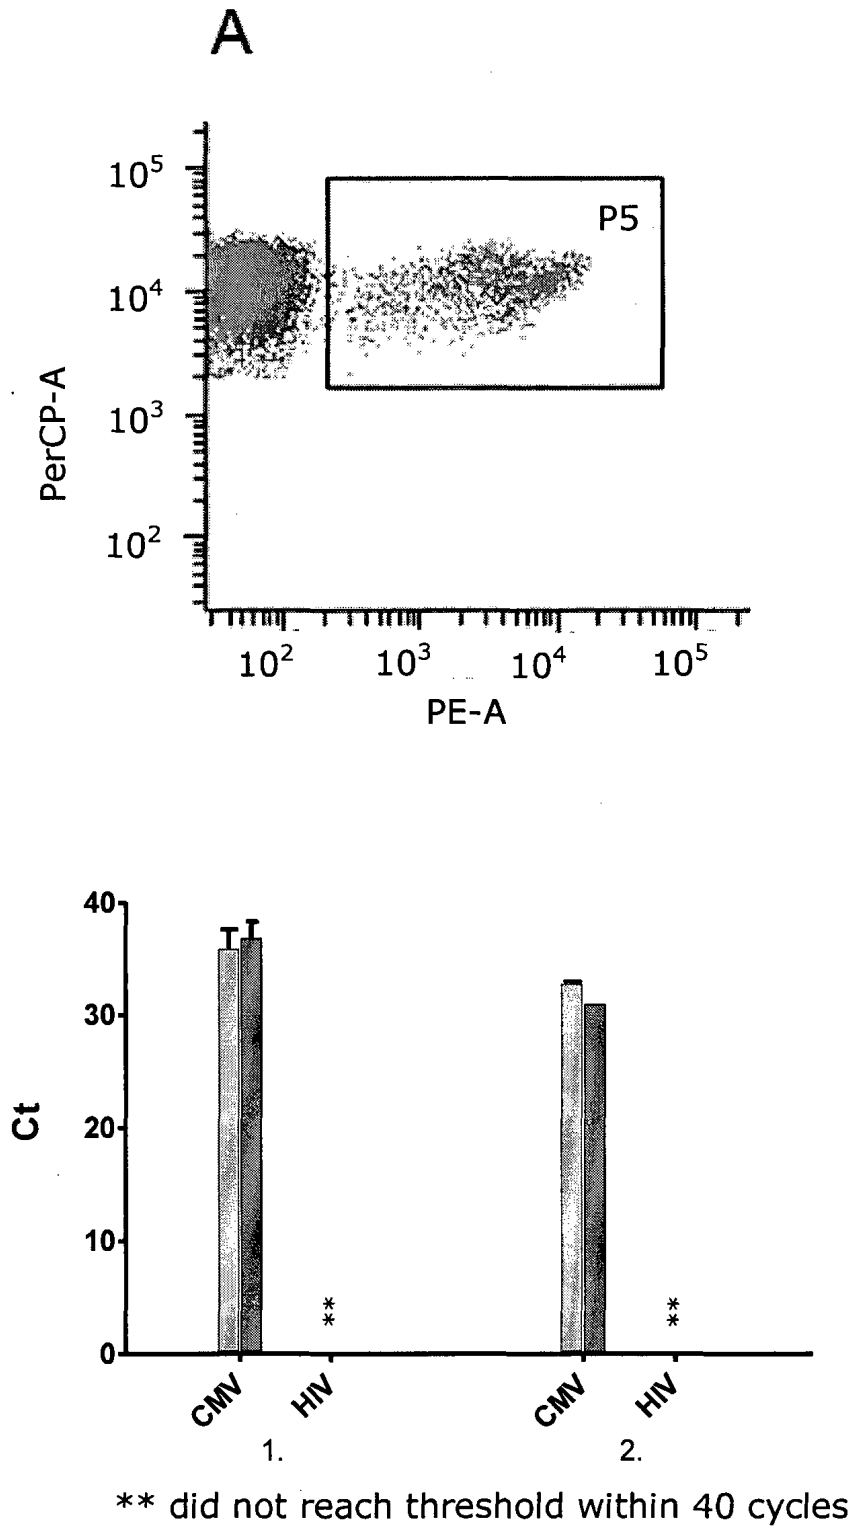 A
10⁵
P5
10⁴
10³
10²
PerCP-A
10² 10³ 10⁴ 10⁵
PE-A
40
30
20
10
0
Ct
**
**
CMV HIV CMV HIV
1. 2.
** did not reach threshold within 40 cycles